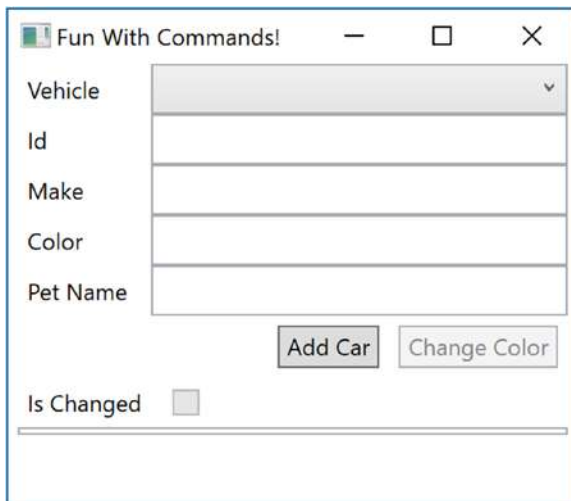 Fun With Commands!
Vehicle
Id
Make
Color
Pet Name
Add Car Change Color
Is Changed